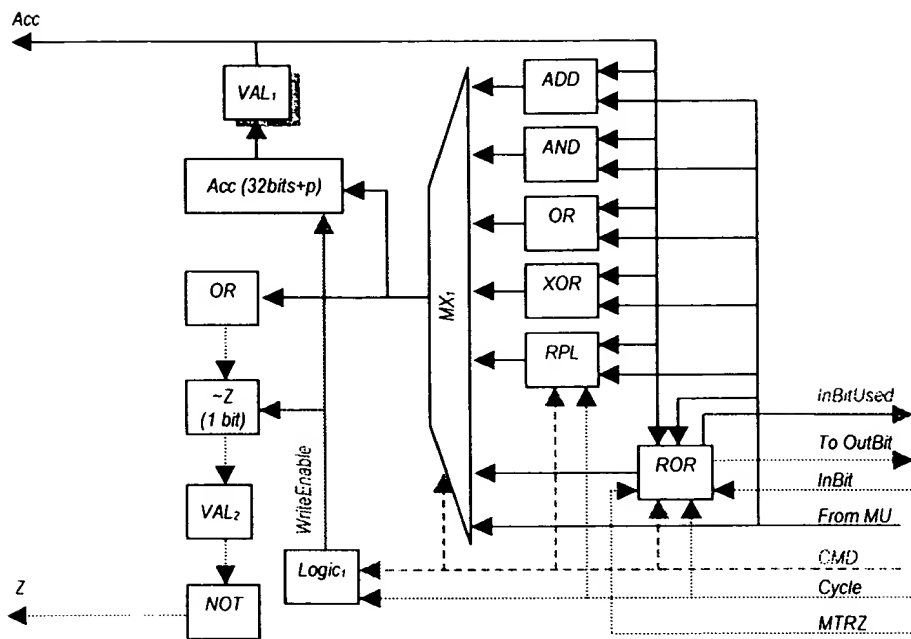 Acc
VAL₁
ADD
AND
Acc (32bits+p)
OR
OR
XOR
MX₁
RPL
~Z
(1 bit)
InBitUsed
To OutBit
ROR
InBit
VAL₂
WriteEnable
From MU
Logic₁
CMD
Cycle
Z
NOT
MTRZ